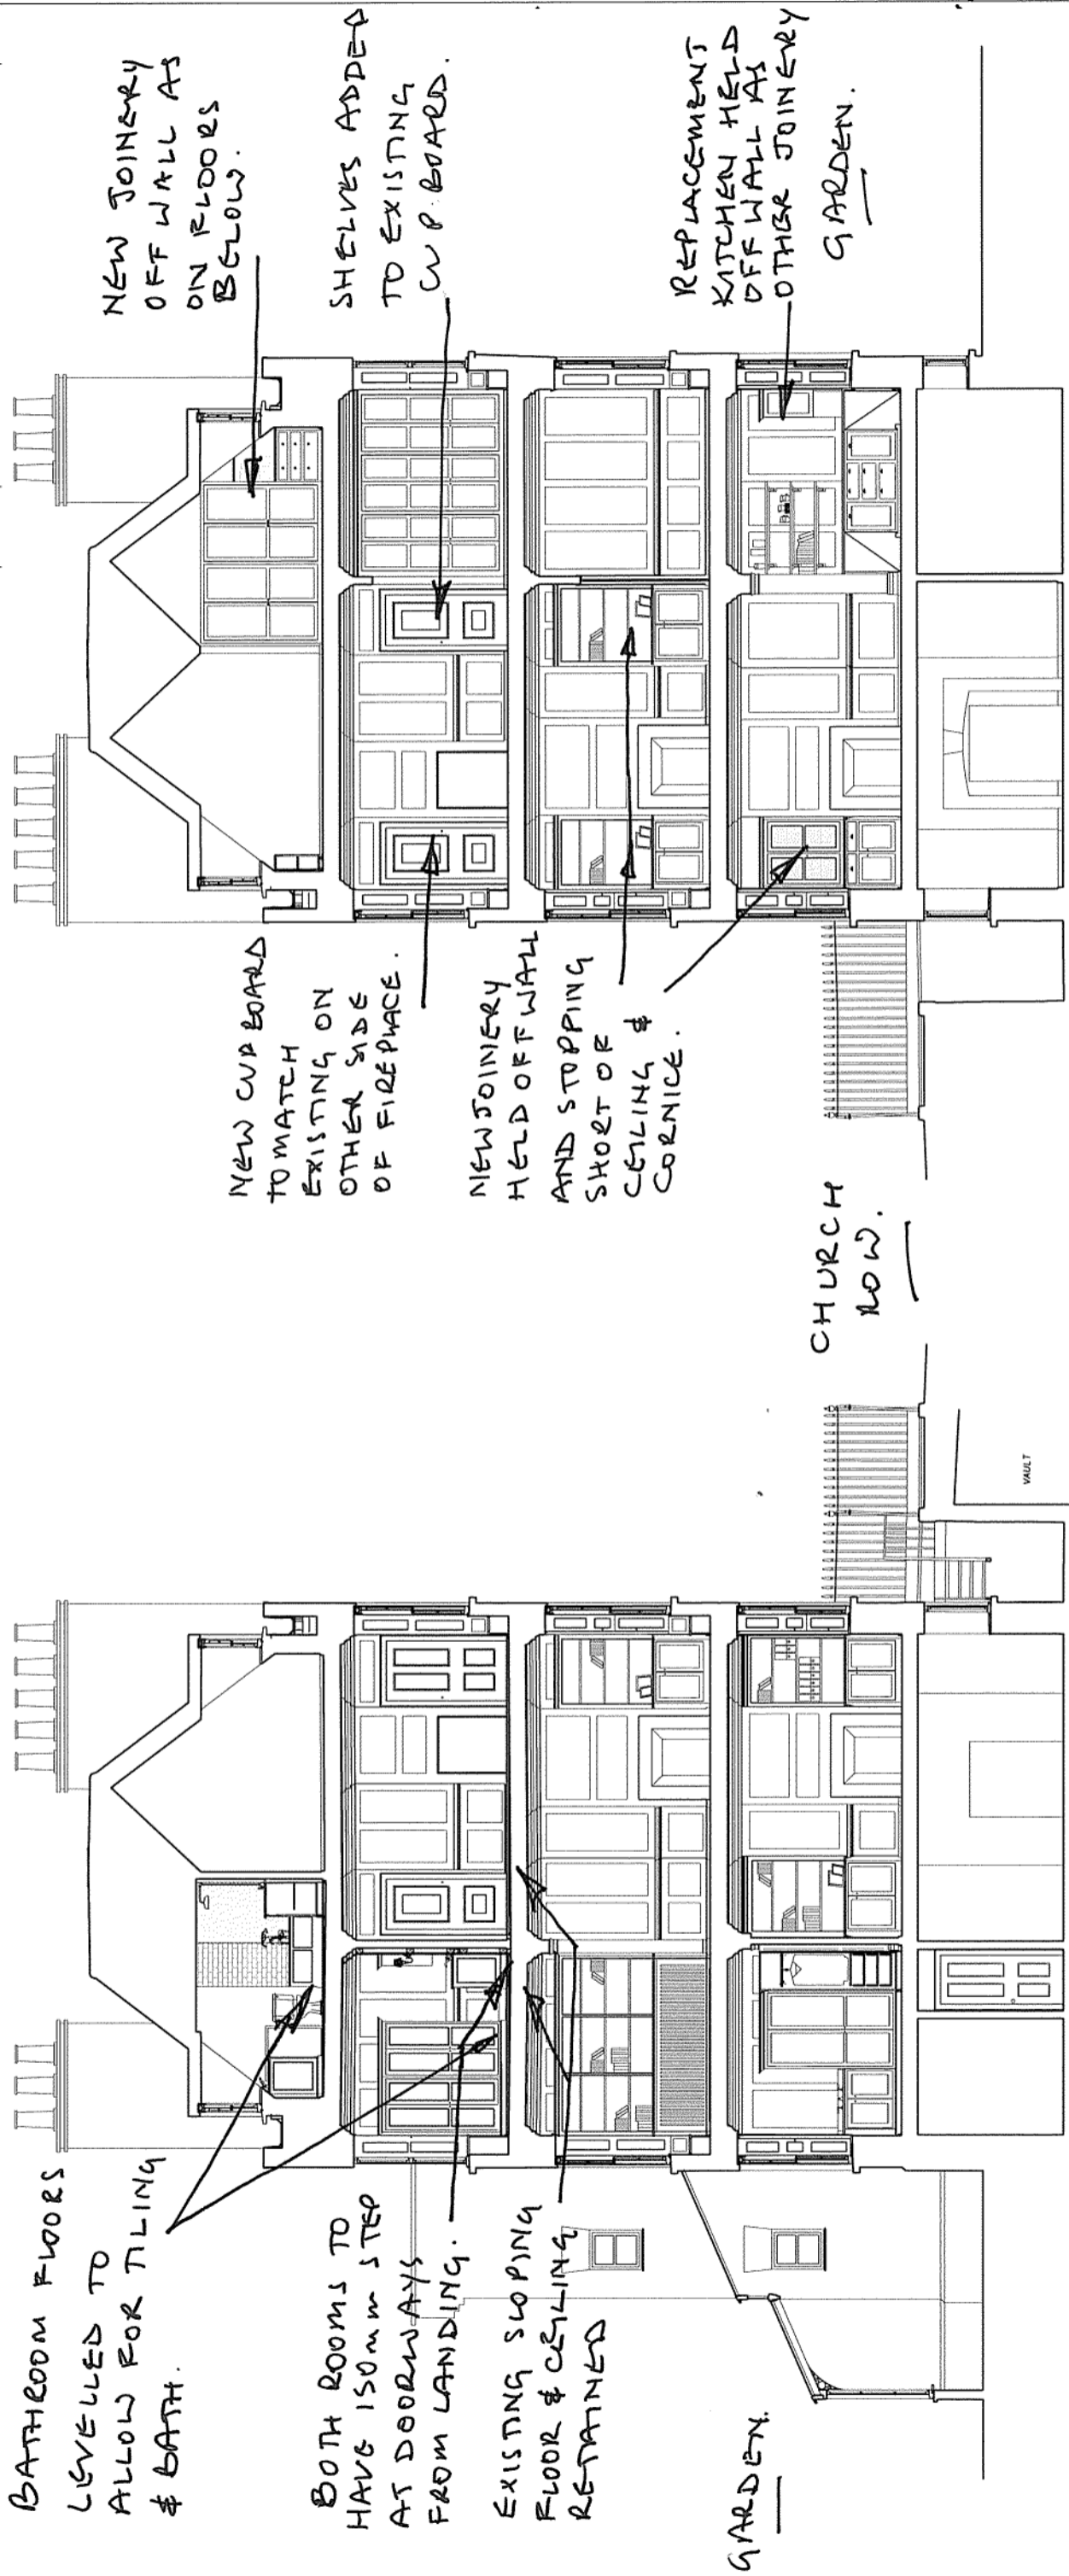 BATHROOM FLOORS
LEVELLED TO
ALLOW FOR TILING
& BATH.
BOTH ROOMS TO
HAVE 150mm STEP
AT DOORWAYS
FROM LANDING.
EXISTING SLOPING
FLOOR & CEILING
RETAINED
GARDEN.
VAULT
CHURCH
ROW.
NEW CUPBOARD
TO MATCH
EXISTING ON
OTHER SIDE
OF FIREPLACE.
NEW JOINERY
HELD OFF WALL
AND STOPPING
SHORT OF
CEILING &
CORNICE.
NEW JOINERY
OFF WALL AS
ON FLOORS
BELOW.
SHELVES ADDED
TO EXISTING
CUPBOARD.
REPLACEMENT
KITCHEN HELD
OFF WALL AS
OTHER JOINERY
GARDEN.